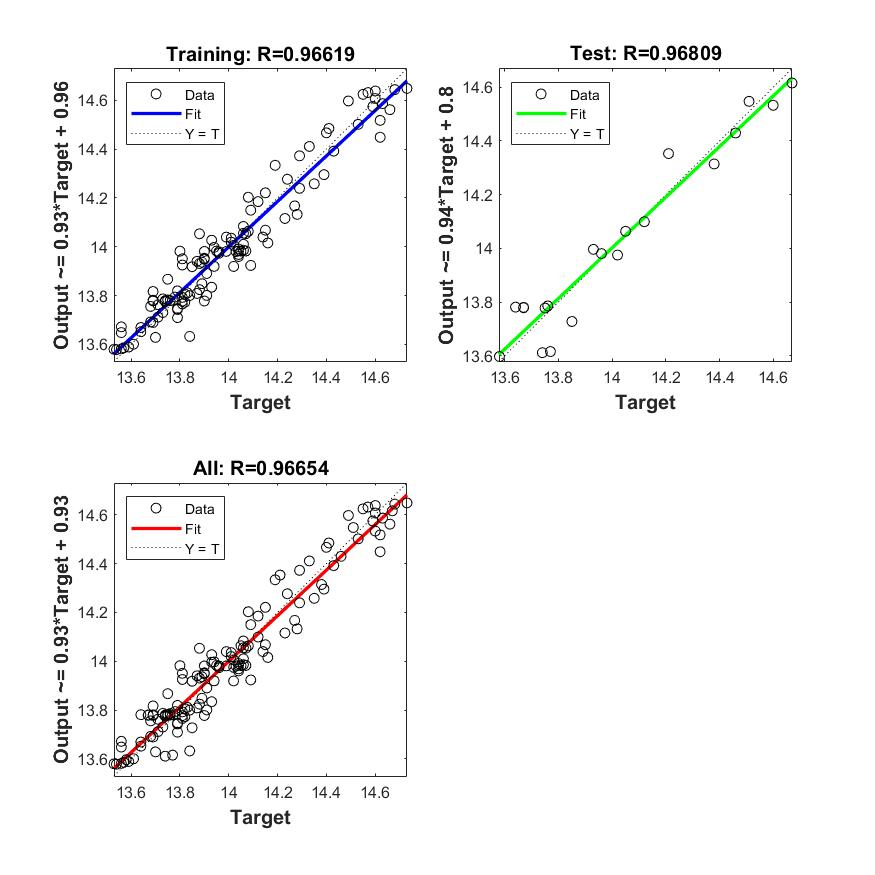 Training: R=0.96619
Output ~= 0.93*Target + 0.96
Data
Fit
Y = T
14.6
14.4
14.2
14
13.8
13.6
13.6 13.8 14 14.2 14.4 14.6
Target
Test: R=0.96809
Output ~= 0.94*Target + 0.8
Data
Fit
Y = T
14.6
14.4
14.2
14
13.8
13.6
13.6 13.8 14 14.2 14.4 14.6
Target
All: R=0.96654
Output ~= 0.93*Target + 0.93
Data
Fit
Y = T
14.6
14.4
14.2
14
13.8
13.6
13.6 13.8 14 14.2 14.4 14.6
Target